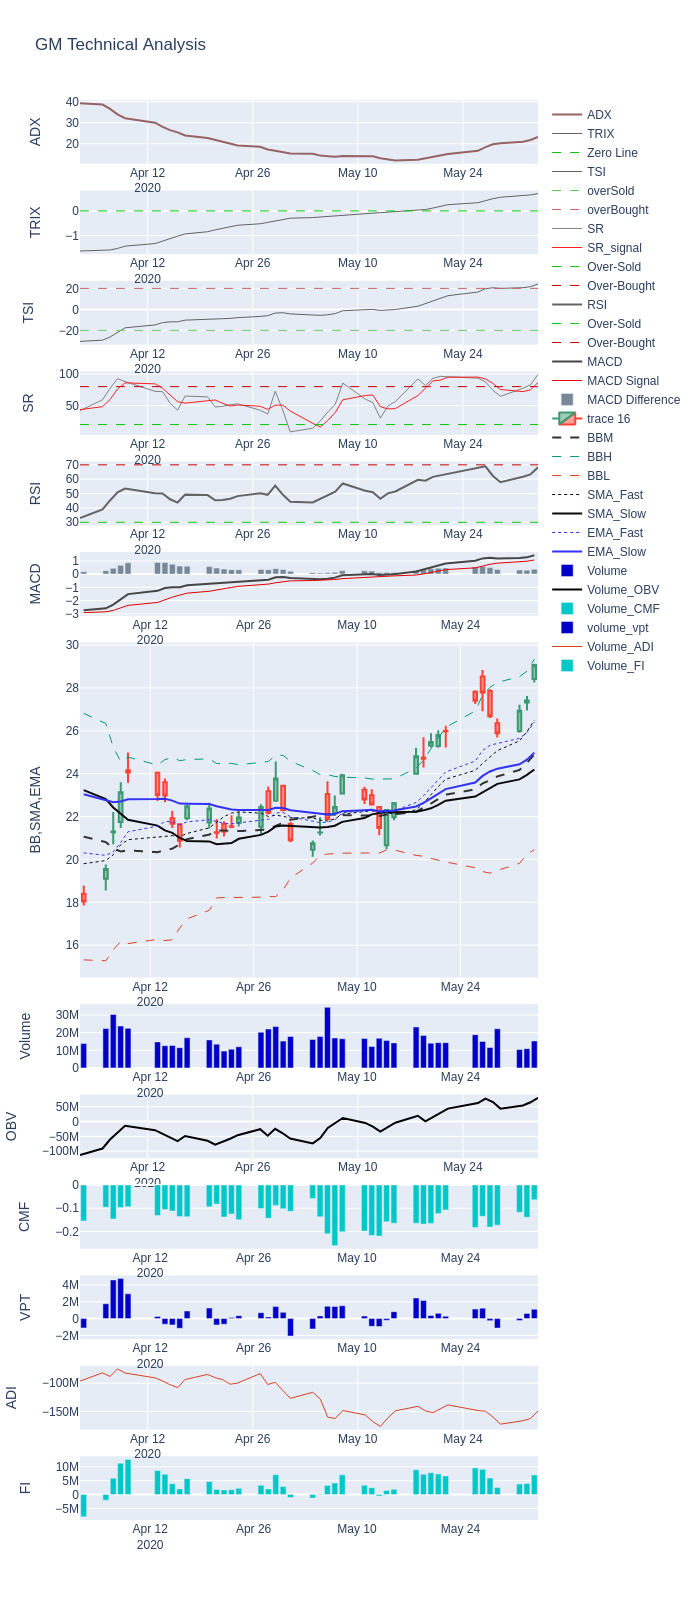 GM Technical Analysis
ADX
40
30
20
Apr 12
2020
Apr 26
May 10
May 24
TRIX
0
−1
Apr 12
2020
Apr 26
May 10
May 24
TSI
20
0
−20
Apr 12
2020
Apr 26
May 10
May 24
SR
100
50
Apr 12
2020
Apr 26
May 10
May 24
RSI
70
60
50
40
30
Apr 12
2020
Apr 26
May 10
May 24
MACD
1
0
−1
−2
−3
Apr 12
2020
Apr 26
May 10
May 24
BB,SMA,EMA
30
28
26
24
22
20
18
16
Apr 12
2020
Apr 26
May 10
May 24
Volume
30M
20M
10M
0
Apr 12
2020
Apr 26
May 10
May 24
OBV
50M
0
−50M
−100M
Apr 12
2020
Apr 26
May 10
May 24
CMF
0
−0.1
−0.2
Apr 12
2020
Apr 26
May 10
May 24
VPT
4M
2M
0
−2M
Apr 12
2020
Apr 26
May 10
May 24
ADI
−100M
−150M
Apr 12
2020
Apr 26
May 10
May 24
FI
10M
5M
0
−5M
Apr 12
2020
Apr 26
May 10
May 24
ADX
TRIX
Zero Line
TSI
overSold
overBought
SR
SR_signal
Over-Sold
Over-Bought
RSI
Over-Sold
Over-Bought
MACD
MACD Signal
MACD Difference
trace 16
BBM
BBH
BBL
SMA_Fast
SMA_Slow
EMA_Fast
EMA_Slow
Volume
Volume_OBV
Volume_CMF
volume_vpt
Volume_ADI
Volume_FI